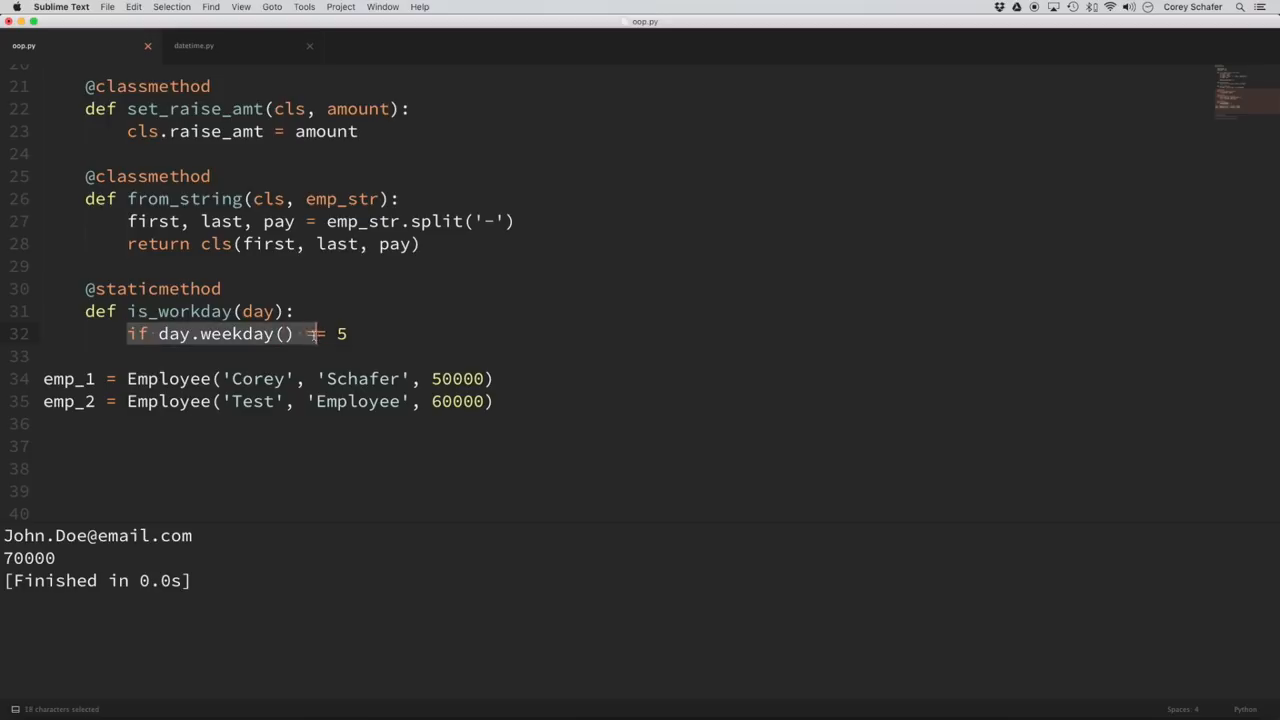 Sublime Text File Edit Selection Find View Goto Tools Project Window Help Corey Schafer
oop.py
oop.py datetime.py
20
21 @classmethod
22 def set_raise_amt(cls, amount):
23 cls.raise_amt = amount
24
25 @classmethod
26 def from_string(cls, emp_str):
27 first, last, pay = emp_str.split('-')
28 return cls(first, last, pay)
29
30 @staticmethod
31 def is_workday(day):
32 if day.weekday() == 5
33
34 emp_1 = Employee('Corey', 'Schafer', 50000)
35 emp_2 = Employee('Test', 'Employee', 60000)
36
37
38
39
40
John.Doe@email.com
70000
[Finished in 0.0s]
18 characters selected Spaces: 4 Python